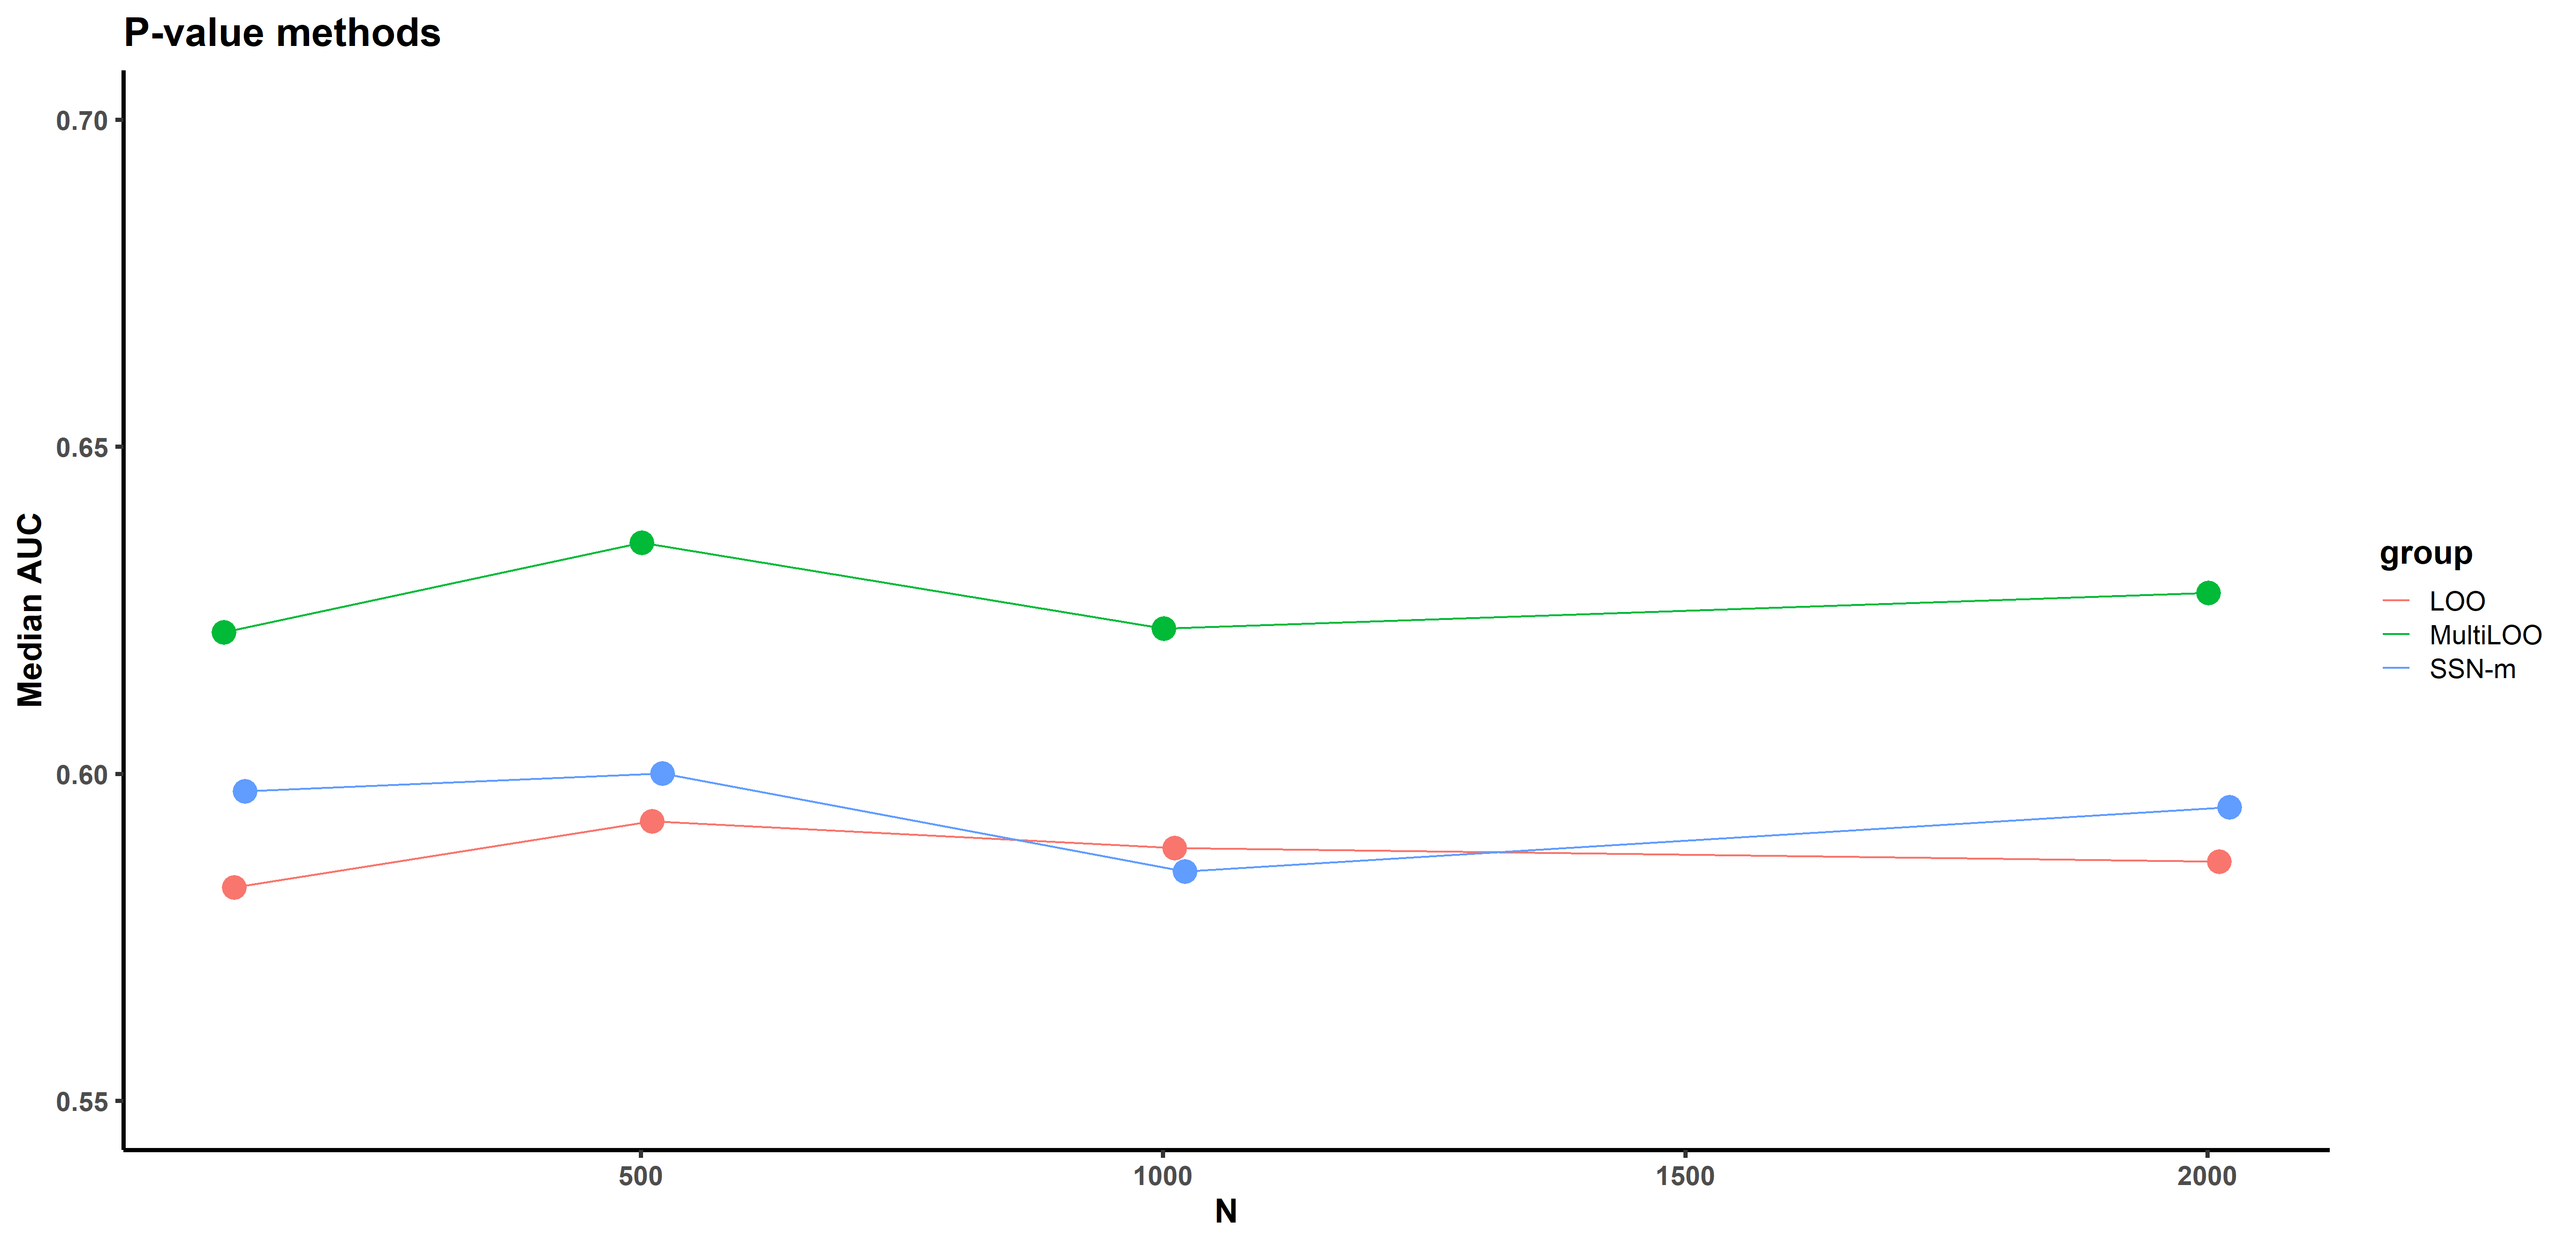 P-value methods
0.70
0.65
0.60
0.55
Median AUC
500
1000
1500
2000
N
group
LOO
MultiLOO
SSN-m